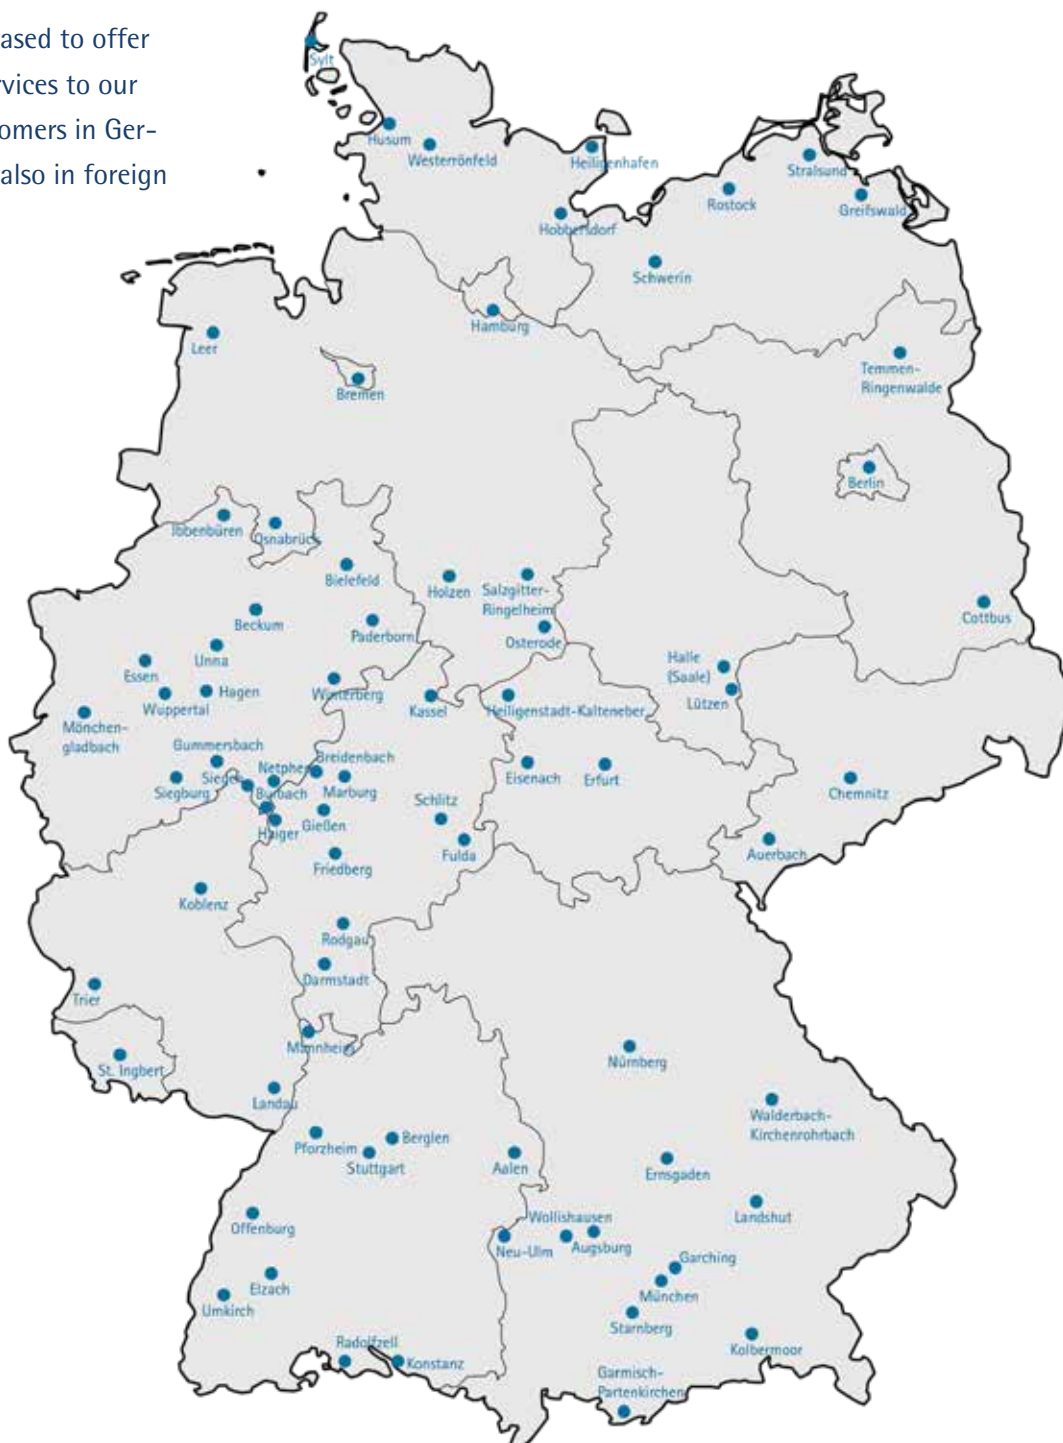 ased to offer
rvices to our
tomers in Ger-
also in foreign
Sylt
Husum
Westerrönfeld
Heiligenhafen
Stralsund
Rostock
Greifswald
Hobbersdorf
Schwerin
Hamburg
Leer
Temmen-
Ringenwalde
Bremen
Berlin
Ibbenbüren
Osnabrück
Bielefeld
Holzen
Salzgitter-
Ringelheim
Cottbus
Beckum
Paderborn
Osterode
Unna
Essen
Halle
(Saale)
Hagen
Winterberg
Wuppertal
Kassel
Heiligenstadt-Kalteneber
Lützen
Mönchen-
gladbach
Gummersbach
Breidenbach
Netphen
Siegen
Eisenach
Erfurt
Siegburg
Burbach
Marburg
Chemnitz
Schlitz
Haiger
Gießen
Fulda
Auerbach
Friedberg
Koblenz
Rodgau
Darmstadt
Trier
Mannheim
Nürnberg
St. Ingbert
Landau
Walderbach-
Kirchenrohrbach
Pforzheim
Berglen
Stuttgart
Aalen
Ernsgaden
Landshut
Offenburg
Wollishausen
Neu-Ulm
Augsburg
Garching
Elzach
München
Umkirch
Starnberg
Radolfzell
Kolbermoor
Konstanz
Garmisch-
Partenkirchen